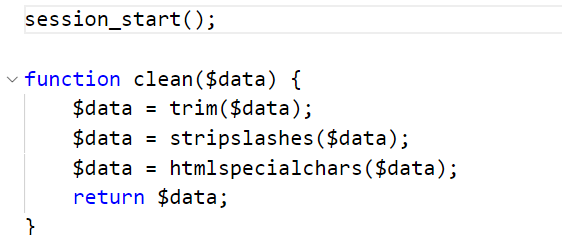 session_start();
function clean($data) {
$data = trim($data);
$data = stripslashes($data);
$data = htmlspecialchars($data);
return $data;
}